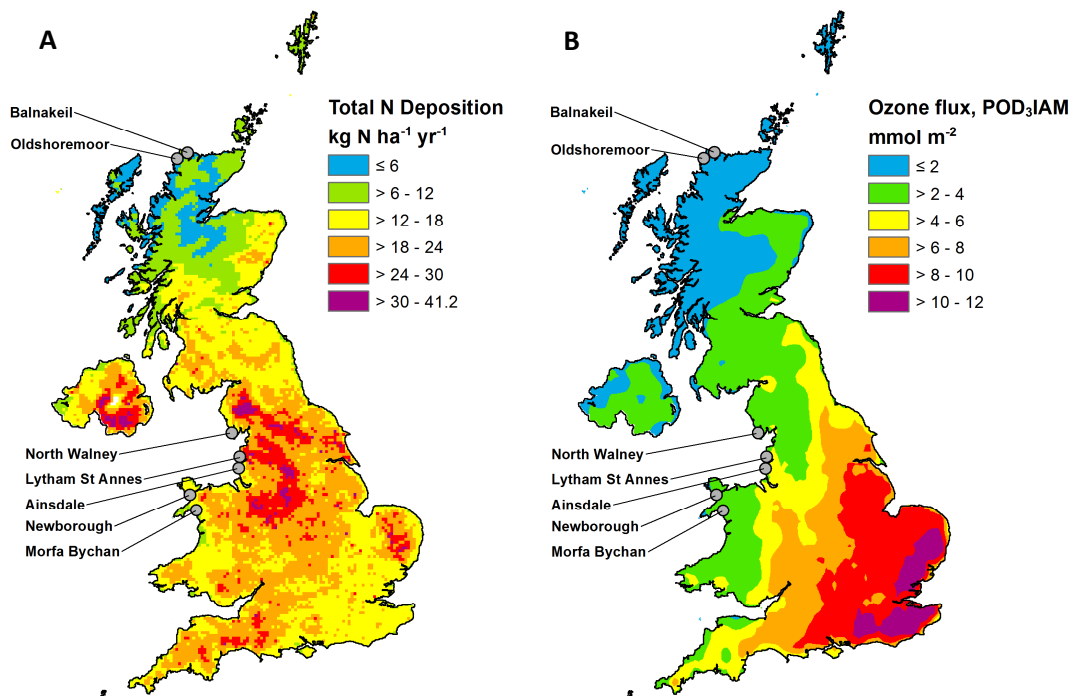 A
Balnakeil
Oldshoremoor
Total N Deposition
kg N ha⁻¹ yr⁻¹
≤ 6
> 6 - 12
> 12 - 18
> 18 - 24
> 24 - 30
> 30 - 41.2
North Walney
Lytham St Annes
Ainsdale
Newborough
Morfa Bychan
B
Balnakeil
Oldshoremoor
Ozone flux, POD₃IAM
mmol m⁻²
≤ 2
> 2 - 4
> 4 - 6
> 6 - 8
> 8 - 10
> 10 - 12
North Walney
Lytham St Annes
Ainsdale
Newborough
Morfa Bychan